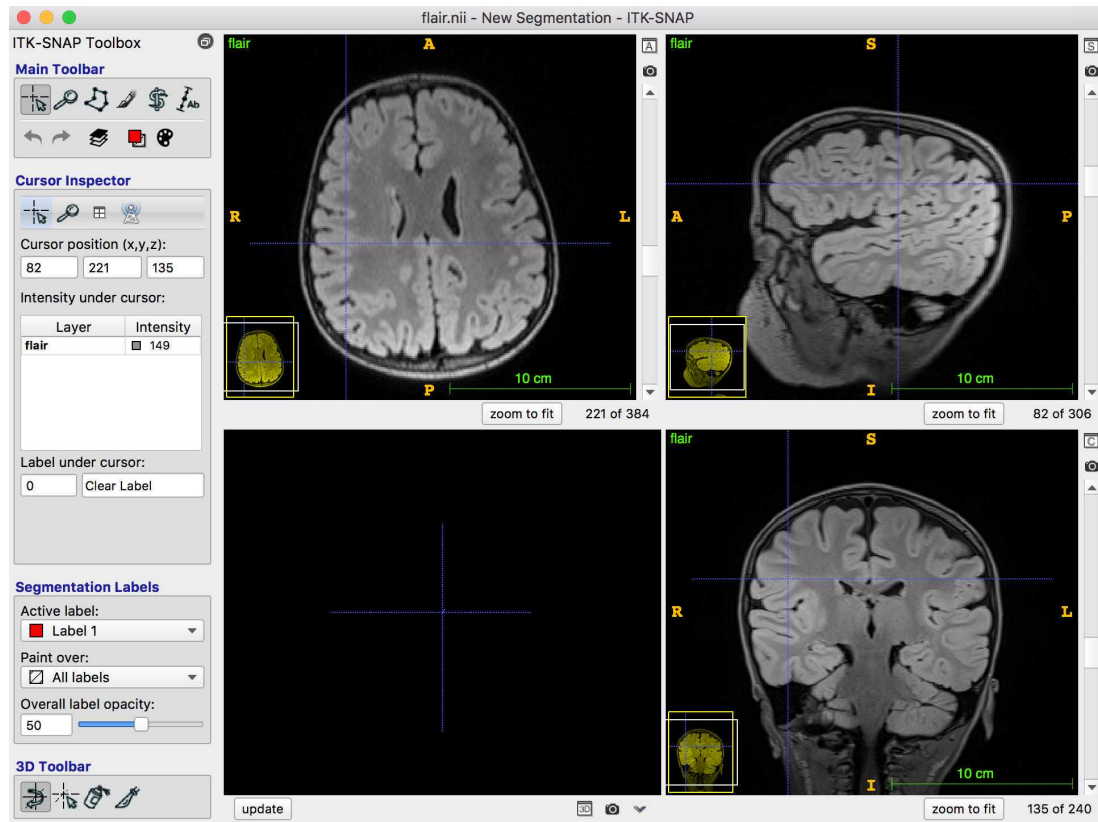 flair.nii - New Segmentation - ITK-SNAP
ITK-SNAP Toolbox
Main Toolbar
Ab
Cursor Inspector
Cursor position (x,y,z):
82 221 135
Intensity under cursor:
Layer Intensity
flair 149
Label under cursor:
0 Clear Label
Segmentation Labels
Active label:
Label 1
Paint over:
All labels
Overall label opacity:
50
3D Toolbar
flair
A
R
L
P
10 cm
A
zoom to fit 221 of 384
flair
S
A
P
I
10 cm
S
zoom to fit 82 of 306
update
3D
flair
S
R
L
I
10 cm
C
zoom to fit 135 of 240